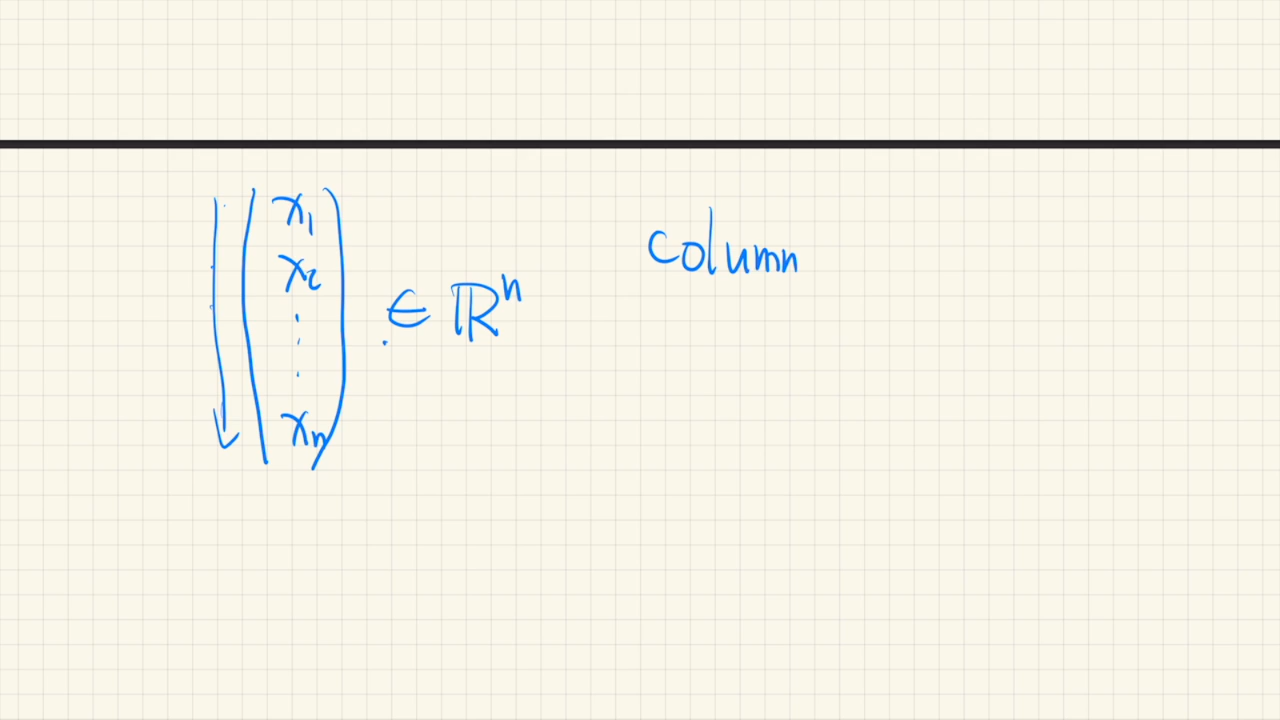 x₁
x₂
⋮
xₙ
∈ ℝⁿ
column